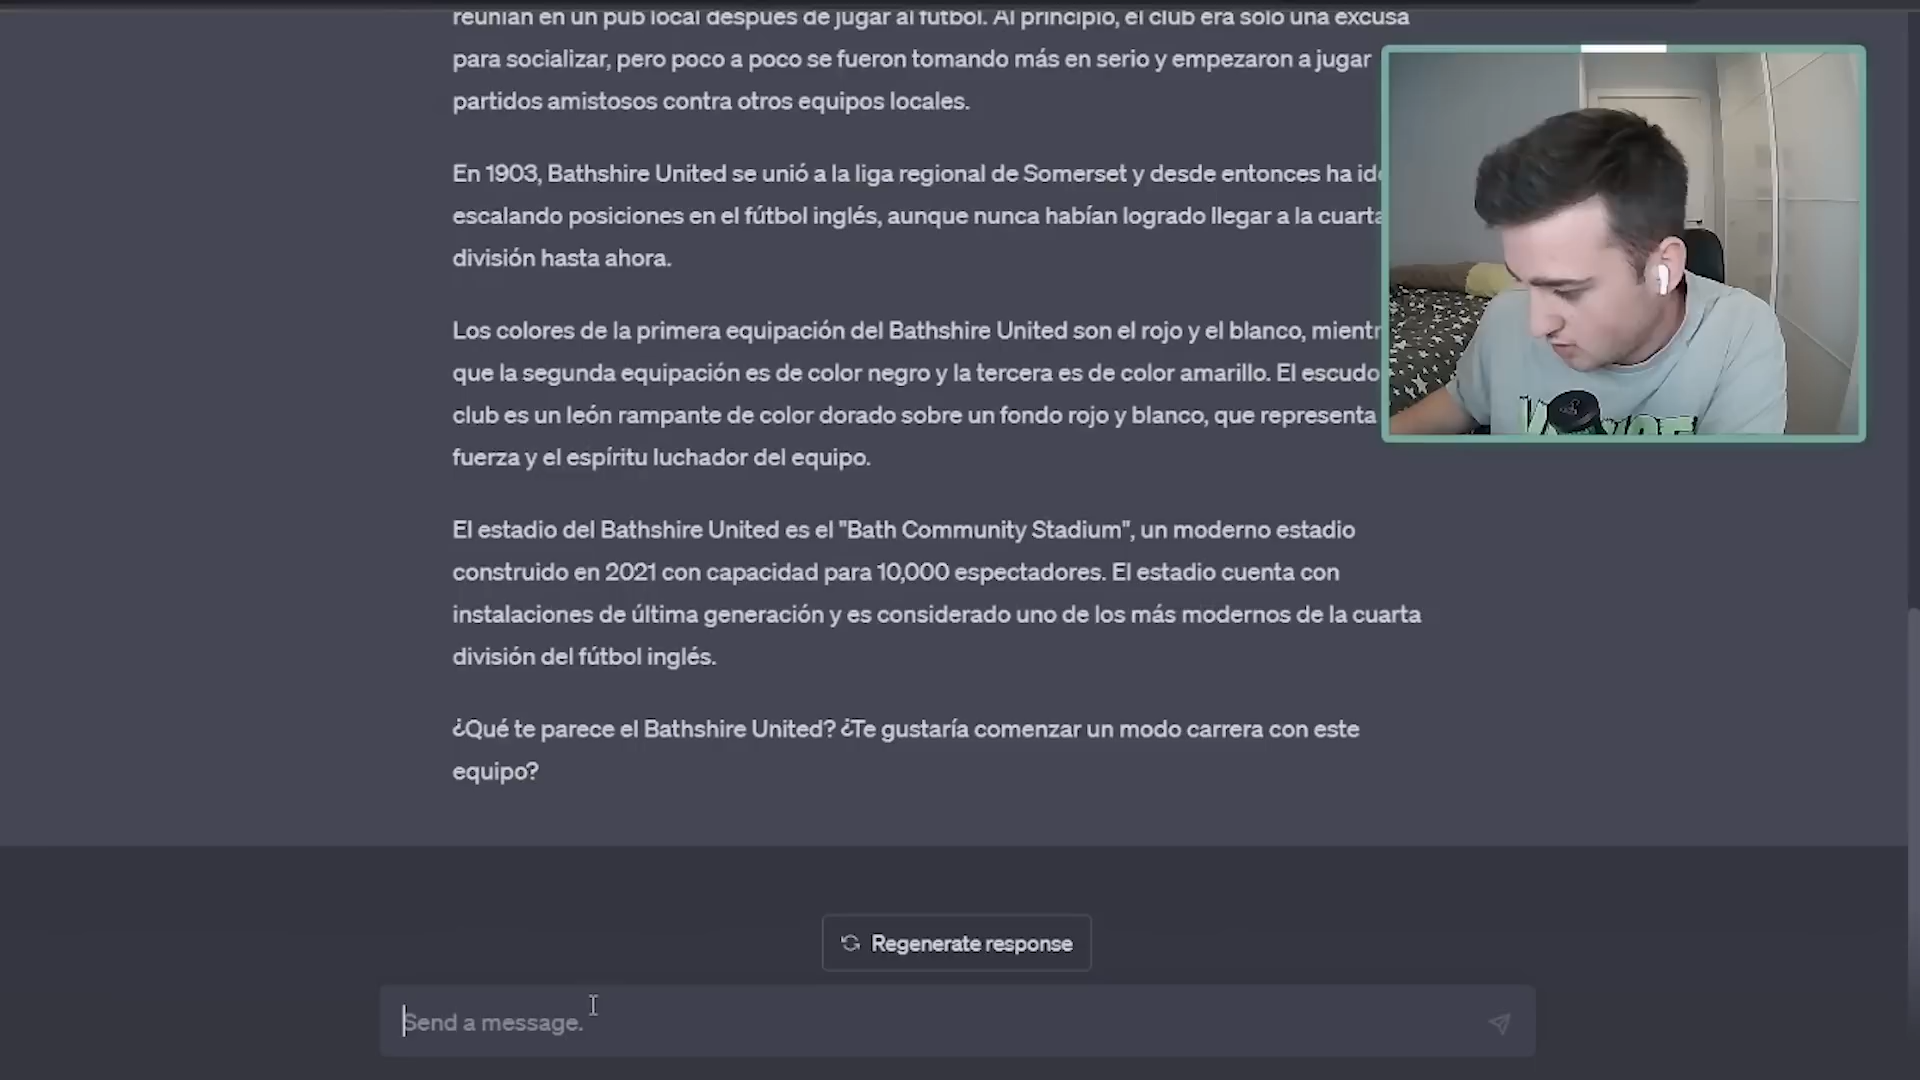 reunían en un pub local después de jugar al fútbol. Al principio, el club era solo una excusa
para socializar, pero poco a poco se fueron tomando más en serio y empezaron a jugar
partidos amistosos contra otros equipos locales.
En 1903, Bathshire United se unió a la liga regional de Somerset y desde entonces ha ido
escalando posiciones en el fútbol inglés, aunque nunca habían logrado llegar a la cuarta
división hasta ahora.
Los colores de la primera equipación del Bathshire United son el rojo y el blanco, mientr
que la segunda equipación es de color negro y la tercera es de color amarillo. El escudo
club es un león rampante de color dorado sobre un fondo rojo y blanco, que representa
fuerza y el espíritu luchador del equipo.
El estadio del Bathshire United es el "Bath Community Stadium", un moderno estadio
construido en 2021 con capacidad para 10,000 espectadores. El estadio cuenta con
instalaciones de última generación y es considerado uno de los más modernos de la cuarta
división del fútbol inglés.
¿Qué te parece el Bathshire United? ¿Te gustaría comenzar un modo carrera con este
equipo?
Regenerate response
Send a message.